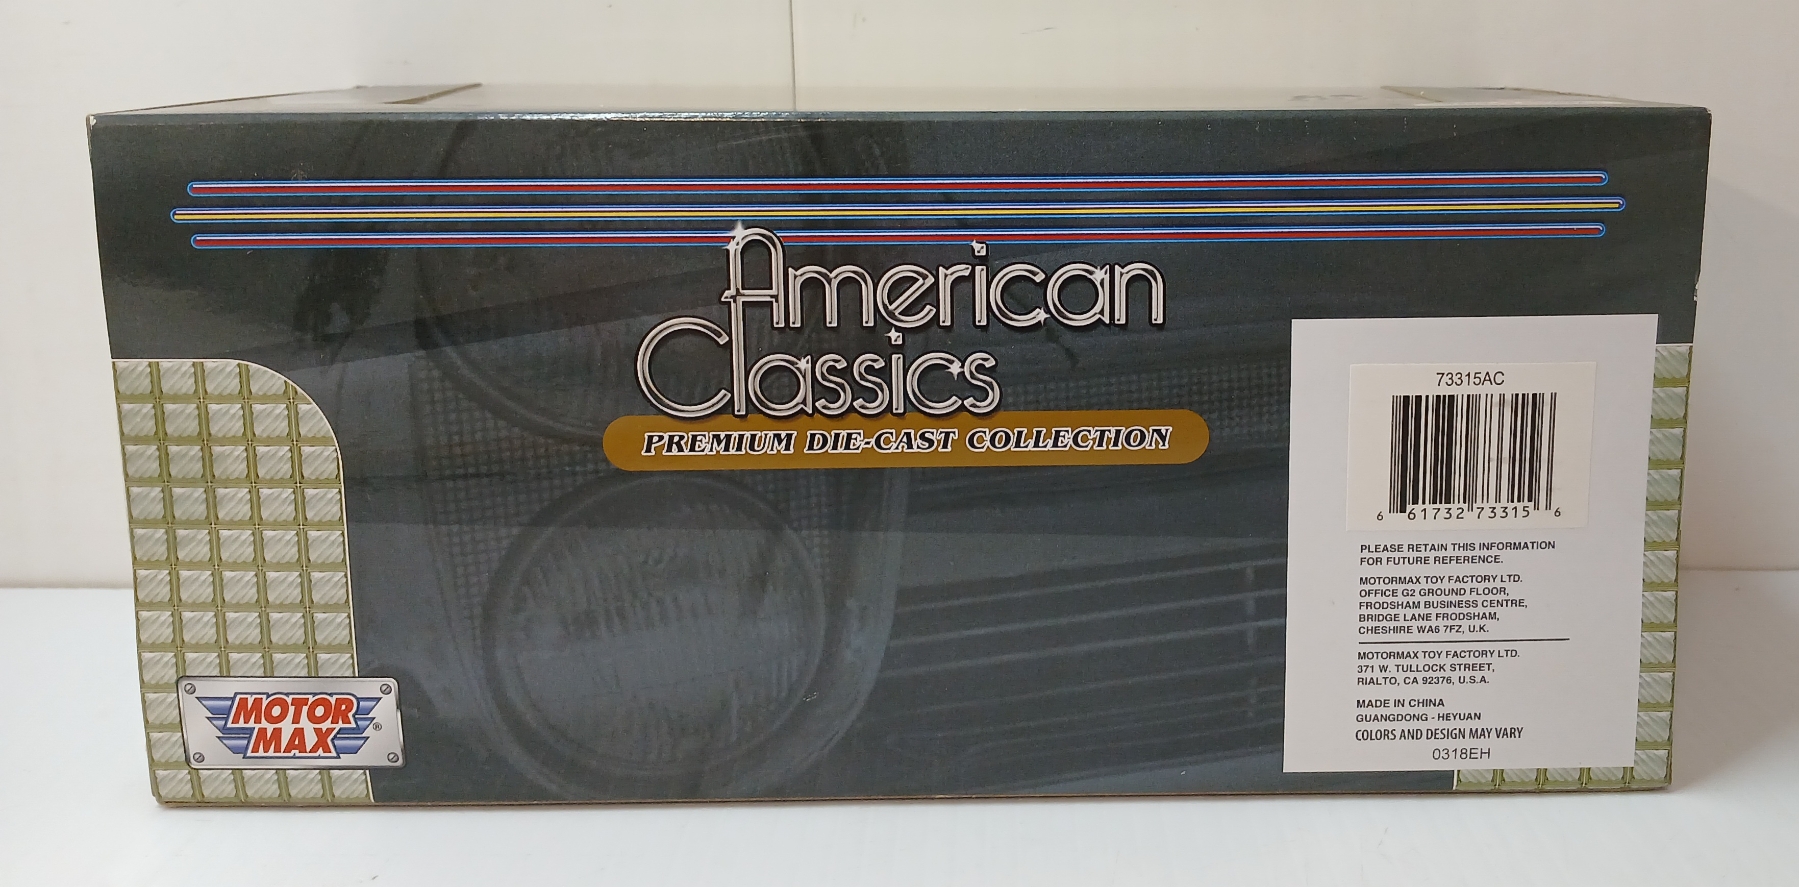 American
Classics
PREMIUM DIE-CAST COLLECTION
MOTOR
MAX®
73315AC
6 61732 73315 6
PLEASE RETAIN THIS INFORMATION
FOR FUTURE REFERENCE.
MOTORMAX TOY FACTORY LTD.
OFFICE G2 GROUND FLOOR,
FRODSHAM BUSINESS CENTRE,
BRIDGE LANE FRODSHAM,
CHESHIRE WA6 7FZ, U.K.
MOTORMAX TOY FACTORY LTD.
371 W. TULLOCK STREET,
RIALTO, CA 92376, U.S.A.
MADE IN CHINA
GUANGDONG - HEYUAN
COLORS AND DESIGN MAY VARY
0318EH